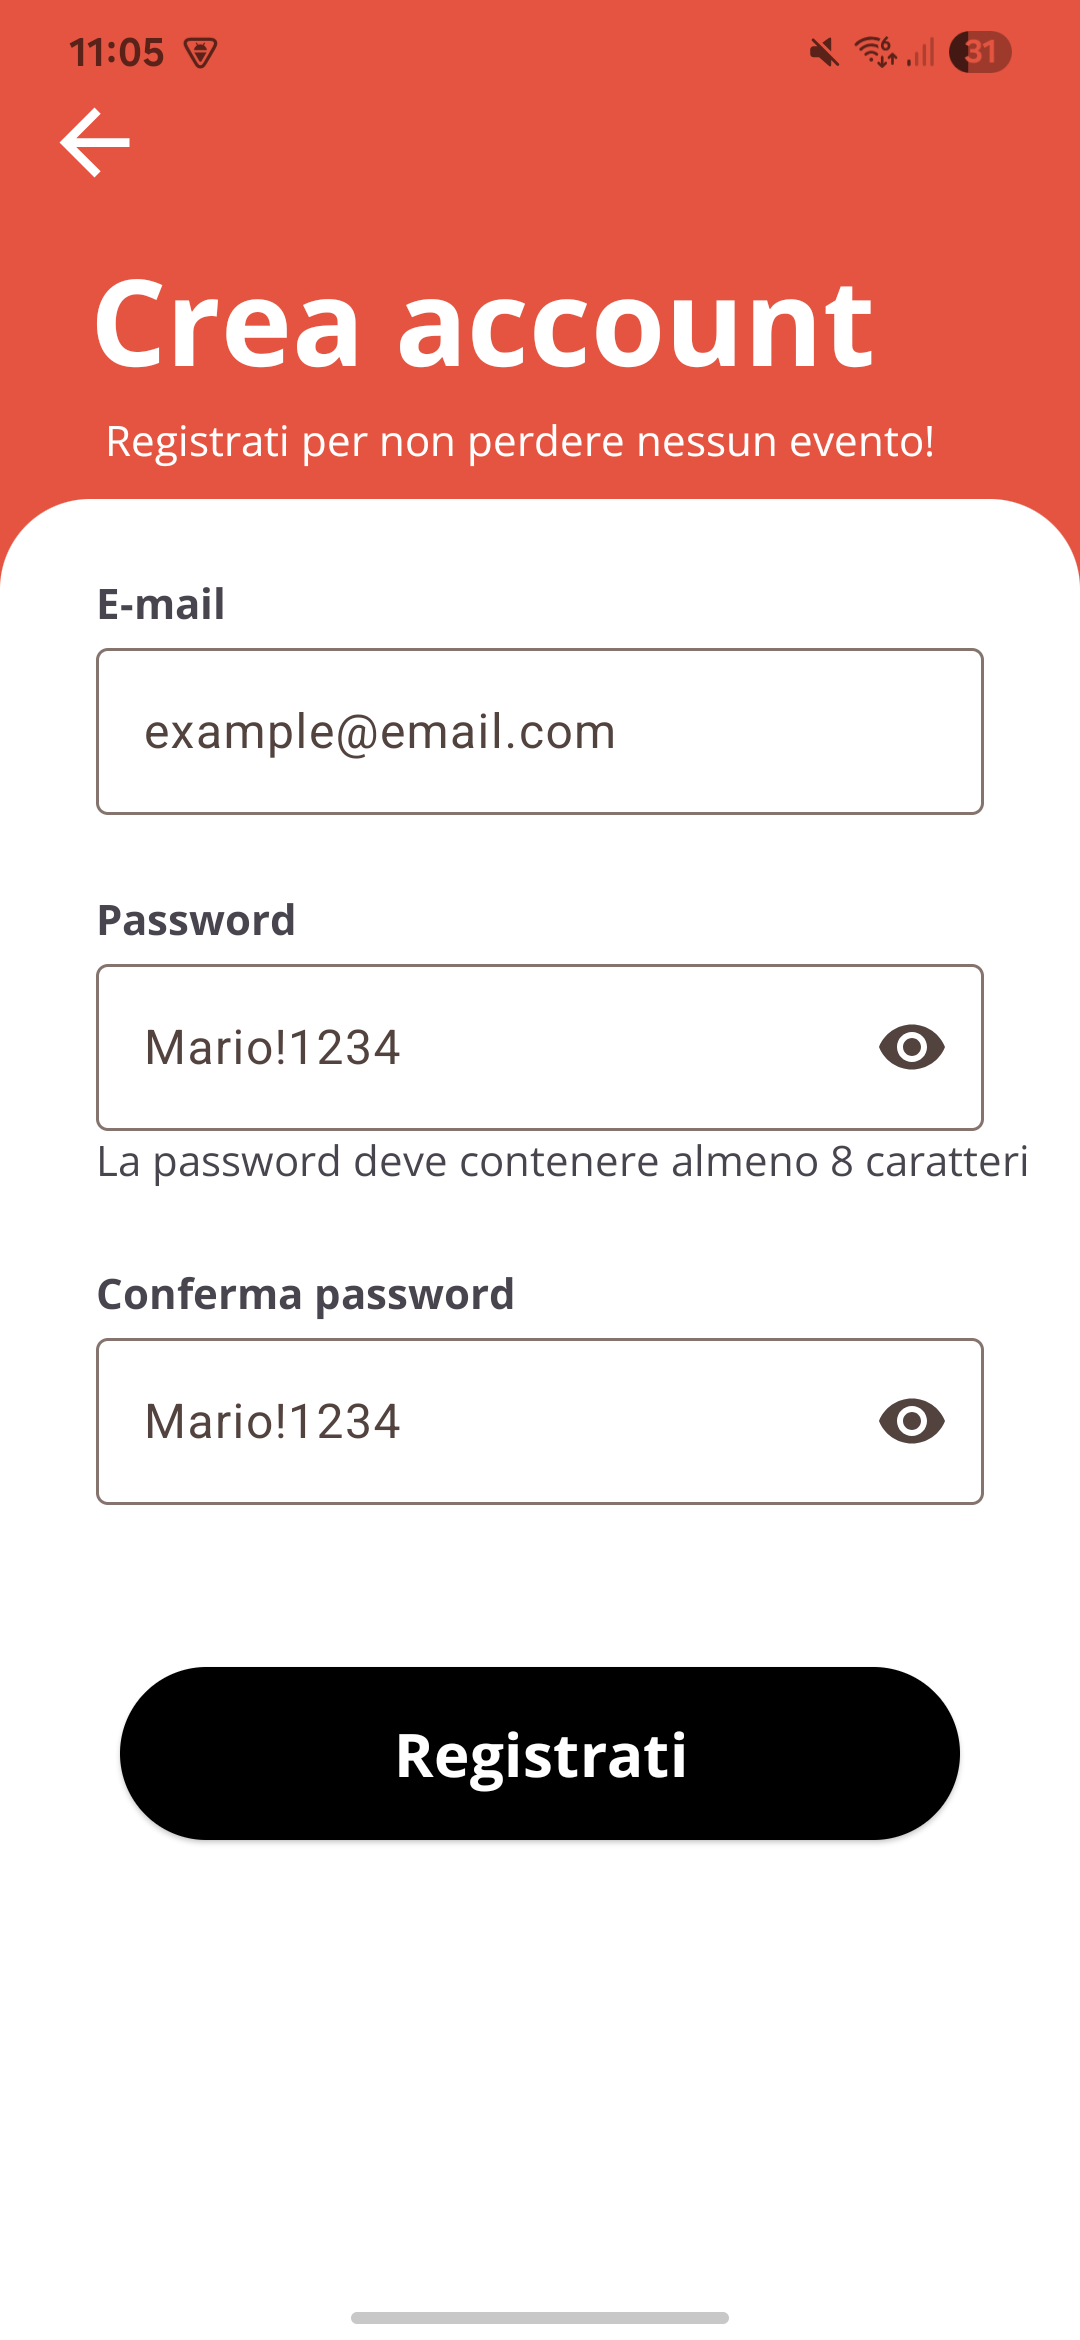 11:05
6
31
Crea account
Registrati per non perdere nessun evento!
E-mail
example@email.com
Password
Mario!1234
La password deve contenere almeno 8 caratteri
Conferma password
Mario!1234
Registrati